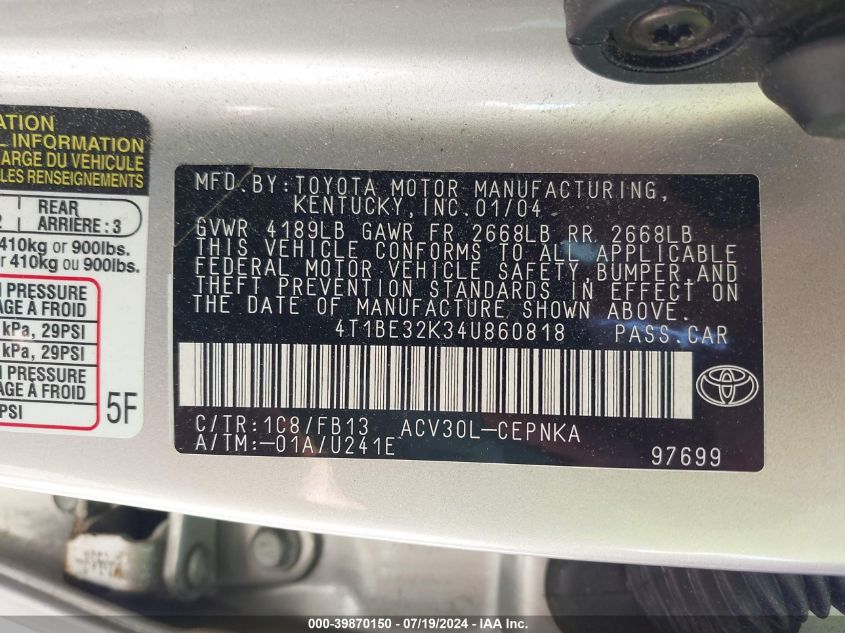 ATION
L INFORMATION
HARGE DU VÉHICULE
LES RENSEIGNEMENTS
REAR
ARRIÈRE : 3
410kg or 900lbs.
r 410kg ou 900lbs.
PRESSURE
AGE À FROID
kPa, 29PSI
kPa, 29PSI
PRESSURE
AGE À FROID
PSI
5F
MFD.BY:TOYOTA MOTOR MANUFACTURING,
KENTUCKY,INC.01/04
GVWR 4189LB GAWR FR 2668LB RR 2668LB
THIS VEHICLE CONFORMS TO ALL APPLICABLE
FEDERAL MOTOR VEHICLE SAFETY BUMPER,AND
THEFT PREVENTION STANDARDS IN EFFECT ON
THE DATE OF MANUFACTURE SHOWN ABOVE.
4T1BE32K34U860818 PASS.CAR
C/TR:1C8/FB13 ACV30L-CEPNKA
A/TM:-01A/U241E
97699
000-39870150 - 07/19/2024 - IAA Inc.